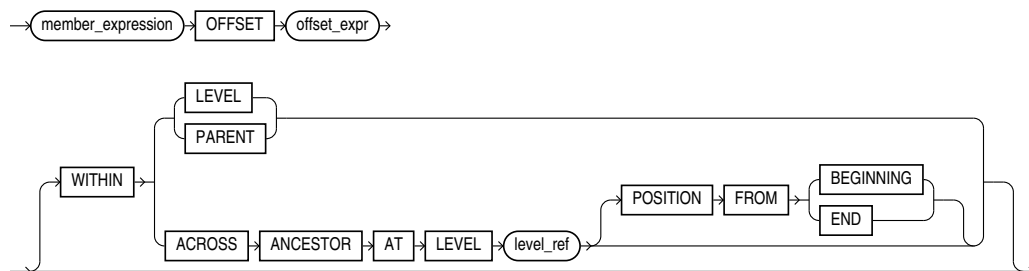 member_expression OFFSET offset_expr
LEVEL
PARENT
WITHIN
BEGINNING
POSITION FROM
END
ACROSS ANCESTOR AT LEVEL level_ref